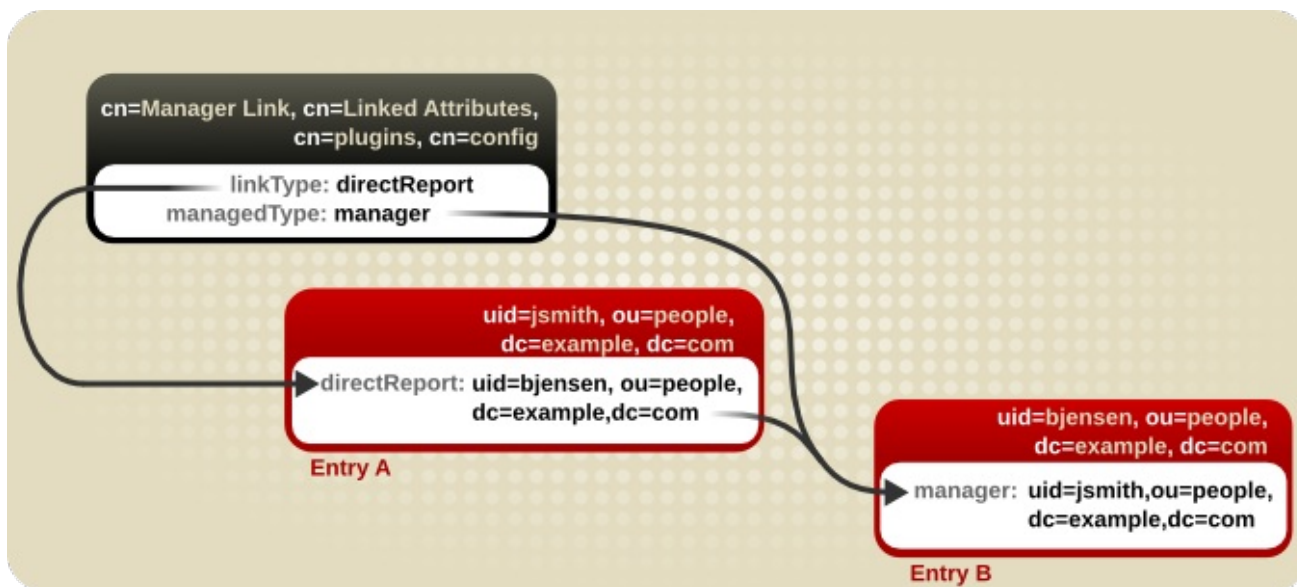 cn=Manager Link, cn=Linked Attributes,
cn=plugins, cn=config
linkType: directReport
managedType: manager
uid=jsmith, ou=people,
dc=example, dc=com
directReport: uid=bjensen, ou=people,
dc=example,dc=com
Entry A
uid=bjensen, ou=people,
dc=example, dc=com
manager: uid=jsmith,ou=people,
dc=example,dc=com
Entry B